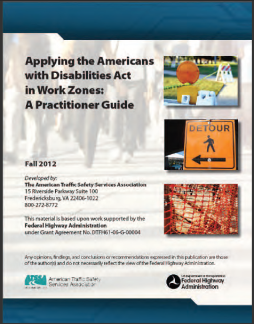 Applying the Americans
with Disabilities Act
in Work Zones:
A Practitioner Guide
DETOUR
Fall 2012
Developed by:
The American Traffic Safety Services Association
15 Riverside Parkway Suite 100
Fredericksburg, VA 22406-1022
800-272-8772
This material is based upon work supported by the
Federal Highway Administration
under Grant Agreement No. DTFH61-06-G-00004
Any opinions, findings, and conclusions or recommendations expressed in this publication are those
of the author(s) and do not necessarily reflect the view of the Federal Highway Administration.
American Traffic Safety
Services Association
Federal Highway
Administration